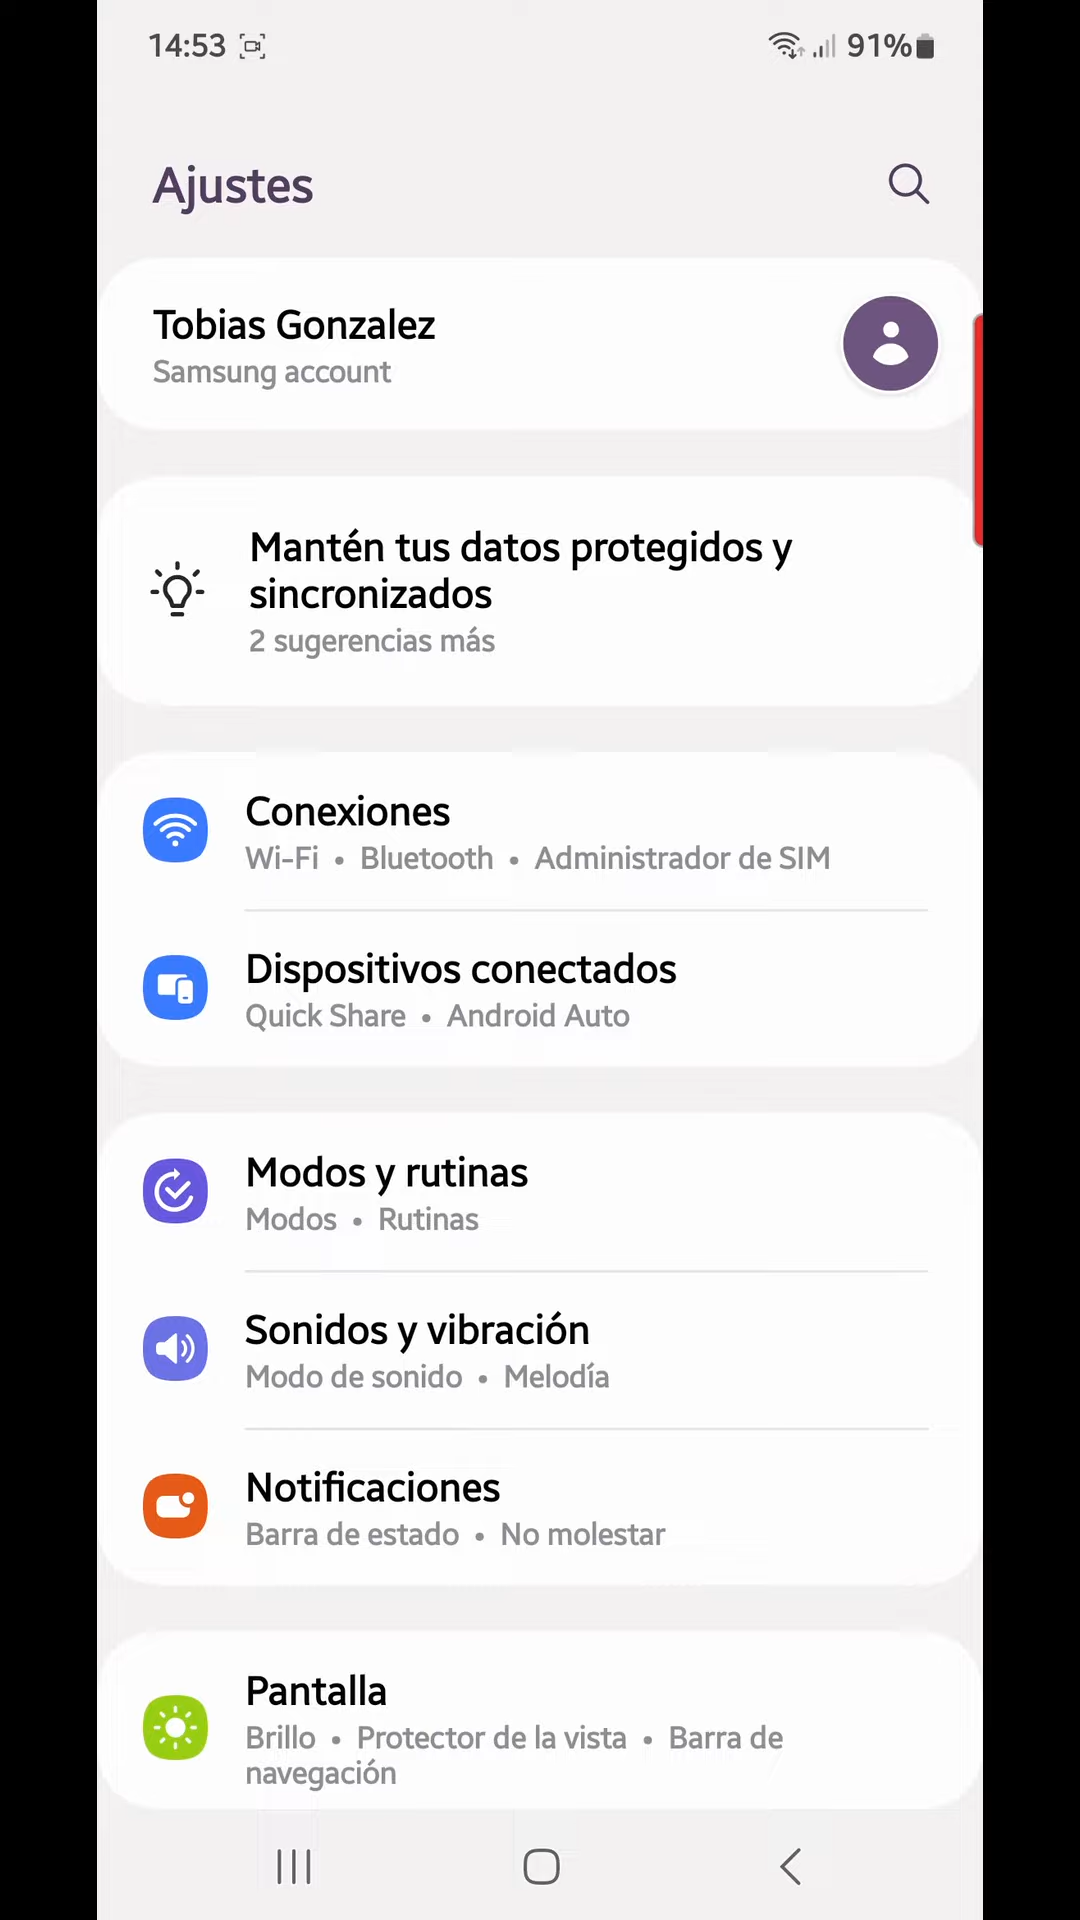 14:53
91%
Ajustes
Tobias Gonzalez
Samsung account
Mantén tus datos protegidos y
sincronizados
2 sugerencias más
Conexiones
Wi-Fi • Bluetooth • Administrador de SIM
Dispositivos conectados
Quick Share • Android Auto
Modos y rutinas
Modos • Rutinas
Sonidos y vibración
Modo de sonido • Melodía
Notificaciones
Barra de estado • No molestar
Pantalla
Brillo • Protector de la vista • Barra de
navegación